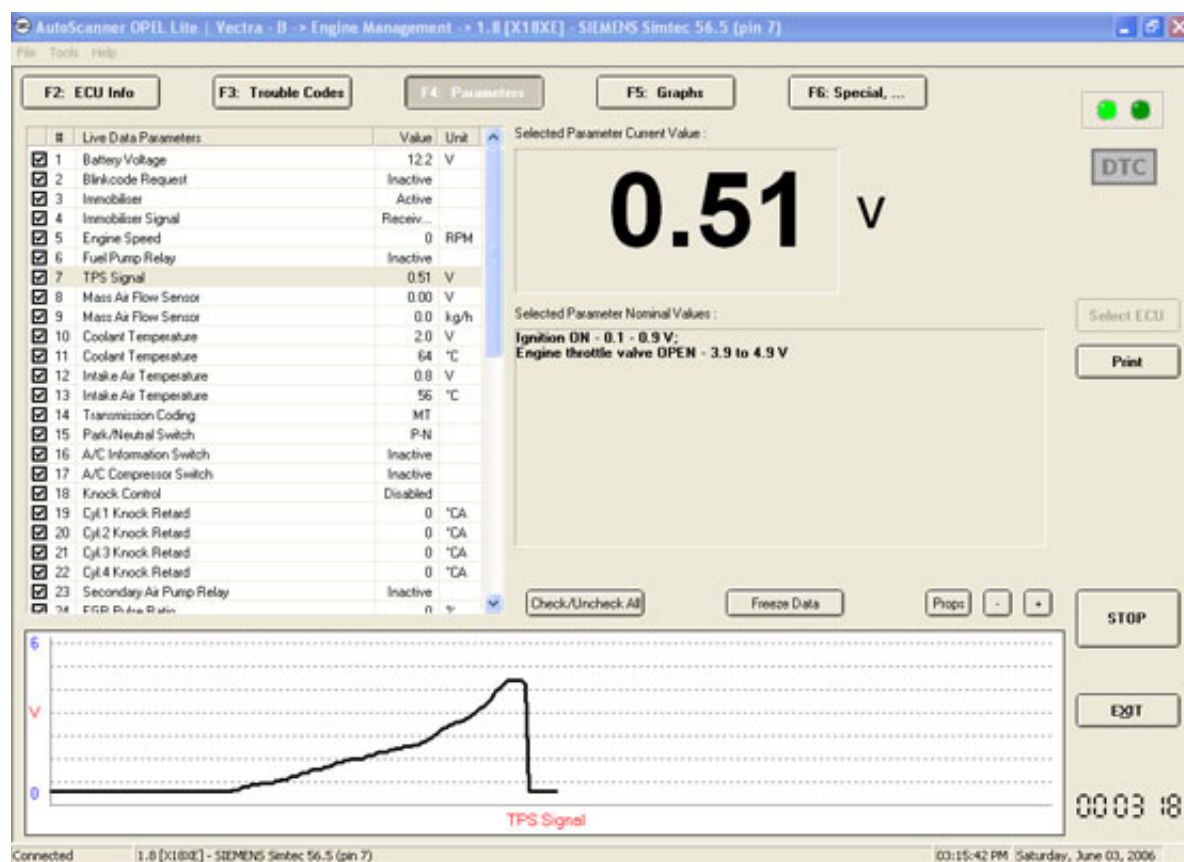 AutoScanner OPEL Lite | Vectra - B -> Engine Management -> 1.8 [X18XE] - SIEMENS Simtec 56.5 (pin 7)
File Tools Help
F2: ECU Info F3: Trouble Codes F4: Parameters F5: Graphs F6: Special, ...
# Live Data Parameters Value Unit
1 Battery Voltage 12.2 V
2 Blinkcode Request Inactive
3 Immobiliser Active
4 Immobiliser Signal Receiv...
5 Engine Speed 0 RPM
6 Fuel Pump Relay Inactive
7 TPS Signal 0.51 V
8 Mass Air Flow Sensor 0.00 V
9 Mass Air Flow Sensor 0.0 kg/h
10 Coolant Temperature 2.0 V
11 Coolant Temperature 64 °C
12 Intake Air Temperature 0.8 V
13 Intake Air Temperature 56 °C
14 Transmission Coding MT
15 Park/Neutral Switch P-N
16 A/C Information Switch Inactive
17 A/C Compressor Switch Inactive
18 Knock Control Disabled
19 Cyl.1 Knock Retard 0 °CA
20 Cyl.2 Knock Retard 0 °CA
21 Cyl.3 Knock Retard 0 °CA
22 Cyl.4 Knock Retard 0 °CA
23 Secondary Air Pump Relay Inactive
24 EGR Pulse Ratio 0 %
Selected Parameter Current Value :
0.51 V
Selected Parameter Nominal Values :
Ignition ON - 0.1 - 0.9 V;
Engine throttle valve OPEN - 3.9 to 4.9 V
Check/Uncheck All Freeze Data Props - +
DTC
Select ECU
Print
STOP
EXIT
00:03 18
6
V
0
TPS Signal
Connected 1.8 [X18XE] - SIEMENS Simtec 56.5 (pin 7) 03:15:42 PM Saturday, June 03, 2006